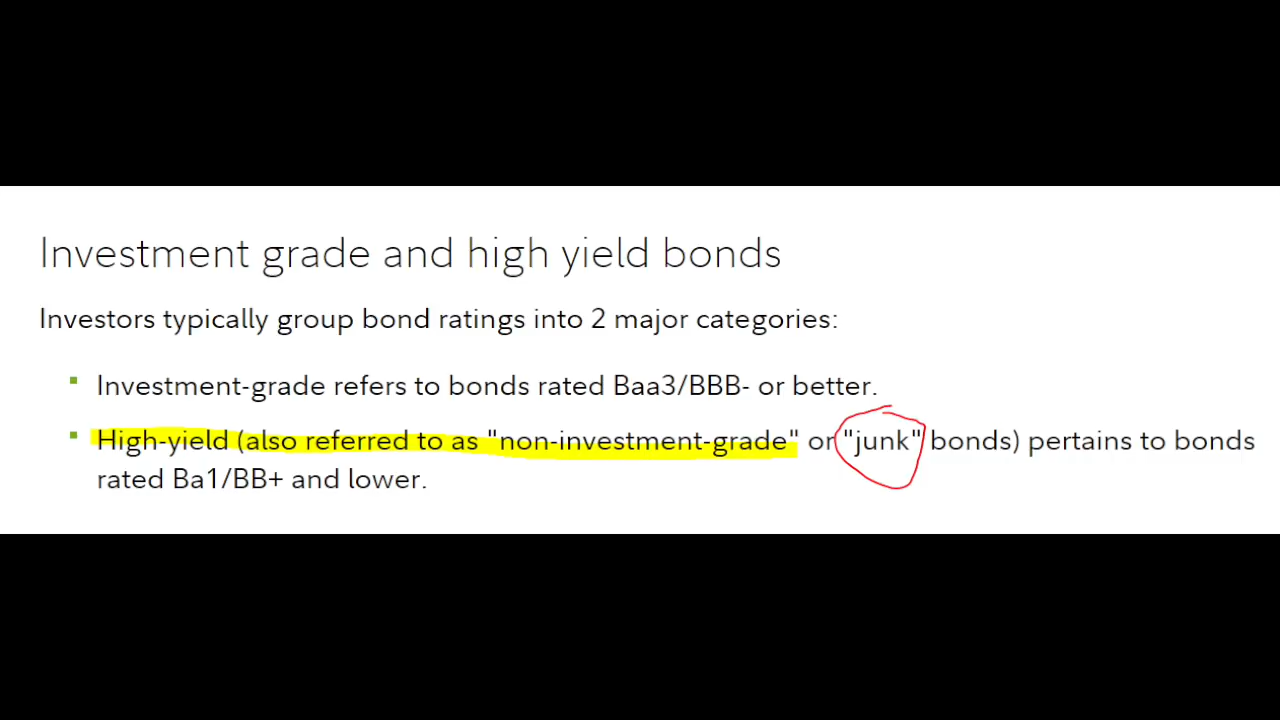 Investment grade and high yield bonds
Investors typically group bond ratings into 2 major categories:
Investment-grade refers to bonds rated Baa3/BBB- or better.
High-yield (also referred to as "non-investment-grade" or "junk" bonds) pertains to bonds
rated Ba1/BB+ and lower.